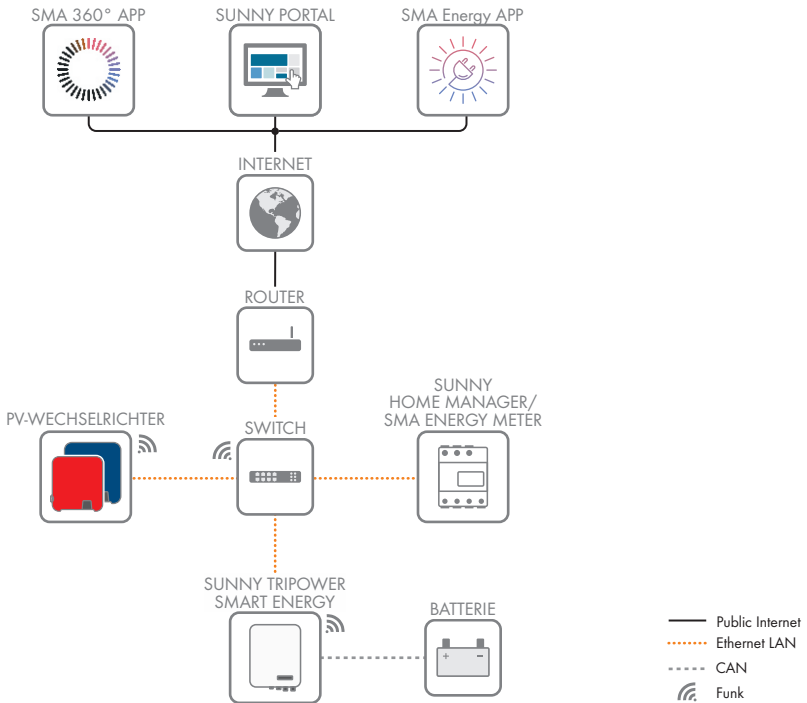 SMA 360° APP
SUNNY PORTAL
SMA Energy APP
INTERNET
ROUTER
PV-WECHSELRICHTER
SWITCH
SUNNY
HOME MANAGER/
SMA ENERGY METER
SUNNY TRIPOWER
SMART ENERGY
BATTERIE
+ −
Public Internet
Ethernet LAN
CAN
Funk